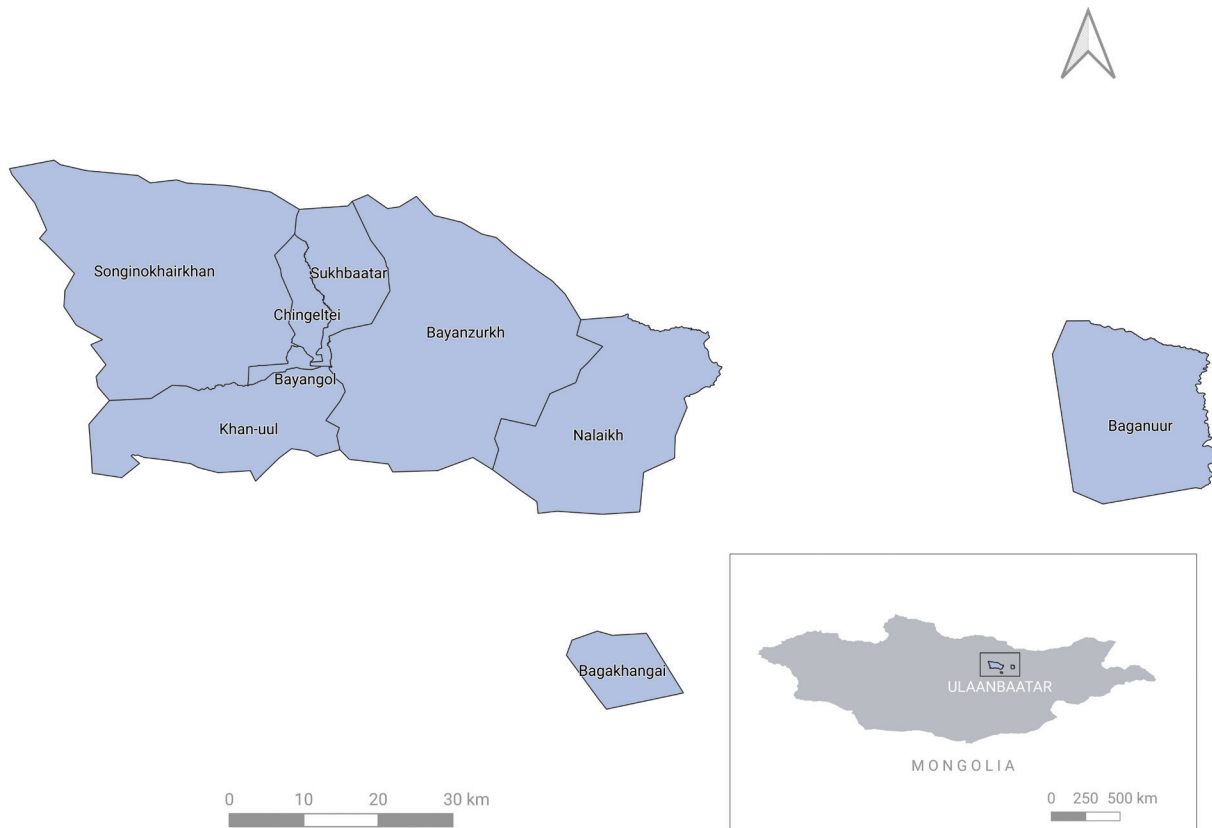 Songinokhairkhan
Sukhbaatar
Chingeltei
Bayanzurkh
Bayangol
Khan-uul
Nalaikh
Baganuur
Bagakhangai
ULAANBAATAR
MONGOLIA
0 10 20 30 km
0 250 500 km